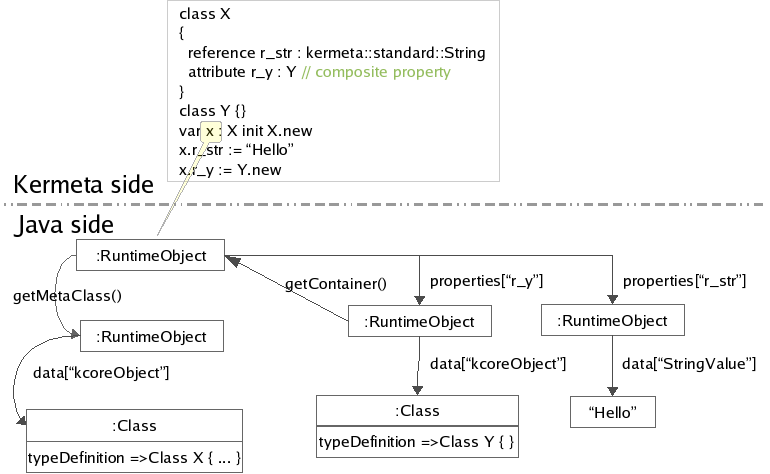 class X
{
reference r_str : kermeta::standard::String
attribute r_y : Y // composite property
}
class Y {}
var x : X init X.new
x.r_str := “Hello”
x.r_y := Y.new
Kermeta side
Java side
:RuntimeObject
getMetaClass()
getContainer()
properties[“r_y”]
properties[“r_str”]
:RuntimeObject
:RuntimeObject
:RuntimeObject
data[“kcoreObject”]
data[“kcoreObject”]
data[“StringValue”]
:Class
typeDefinition =>Class X { ... }
:Class
typeDefinition =>Class Y { }
“Hello”